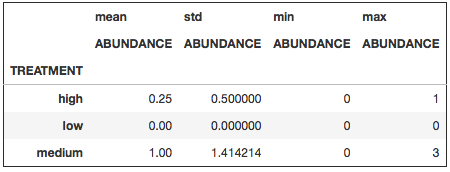 mean std min max
ABUNDANCE ABUNDANCE ABUNDANCE ABUNDANCE
TREATMENT
high 0.25 0.500000 0 1
low 0.00 0.000000 0 0
medium 1.00 1.414214 0 3